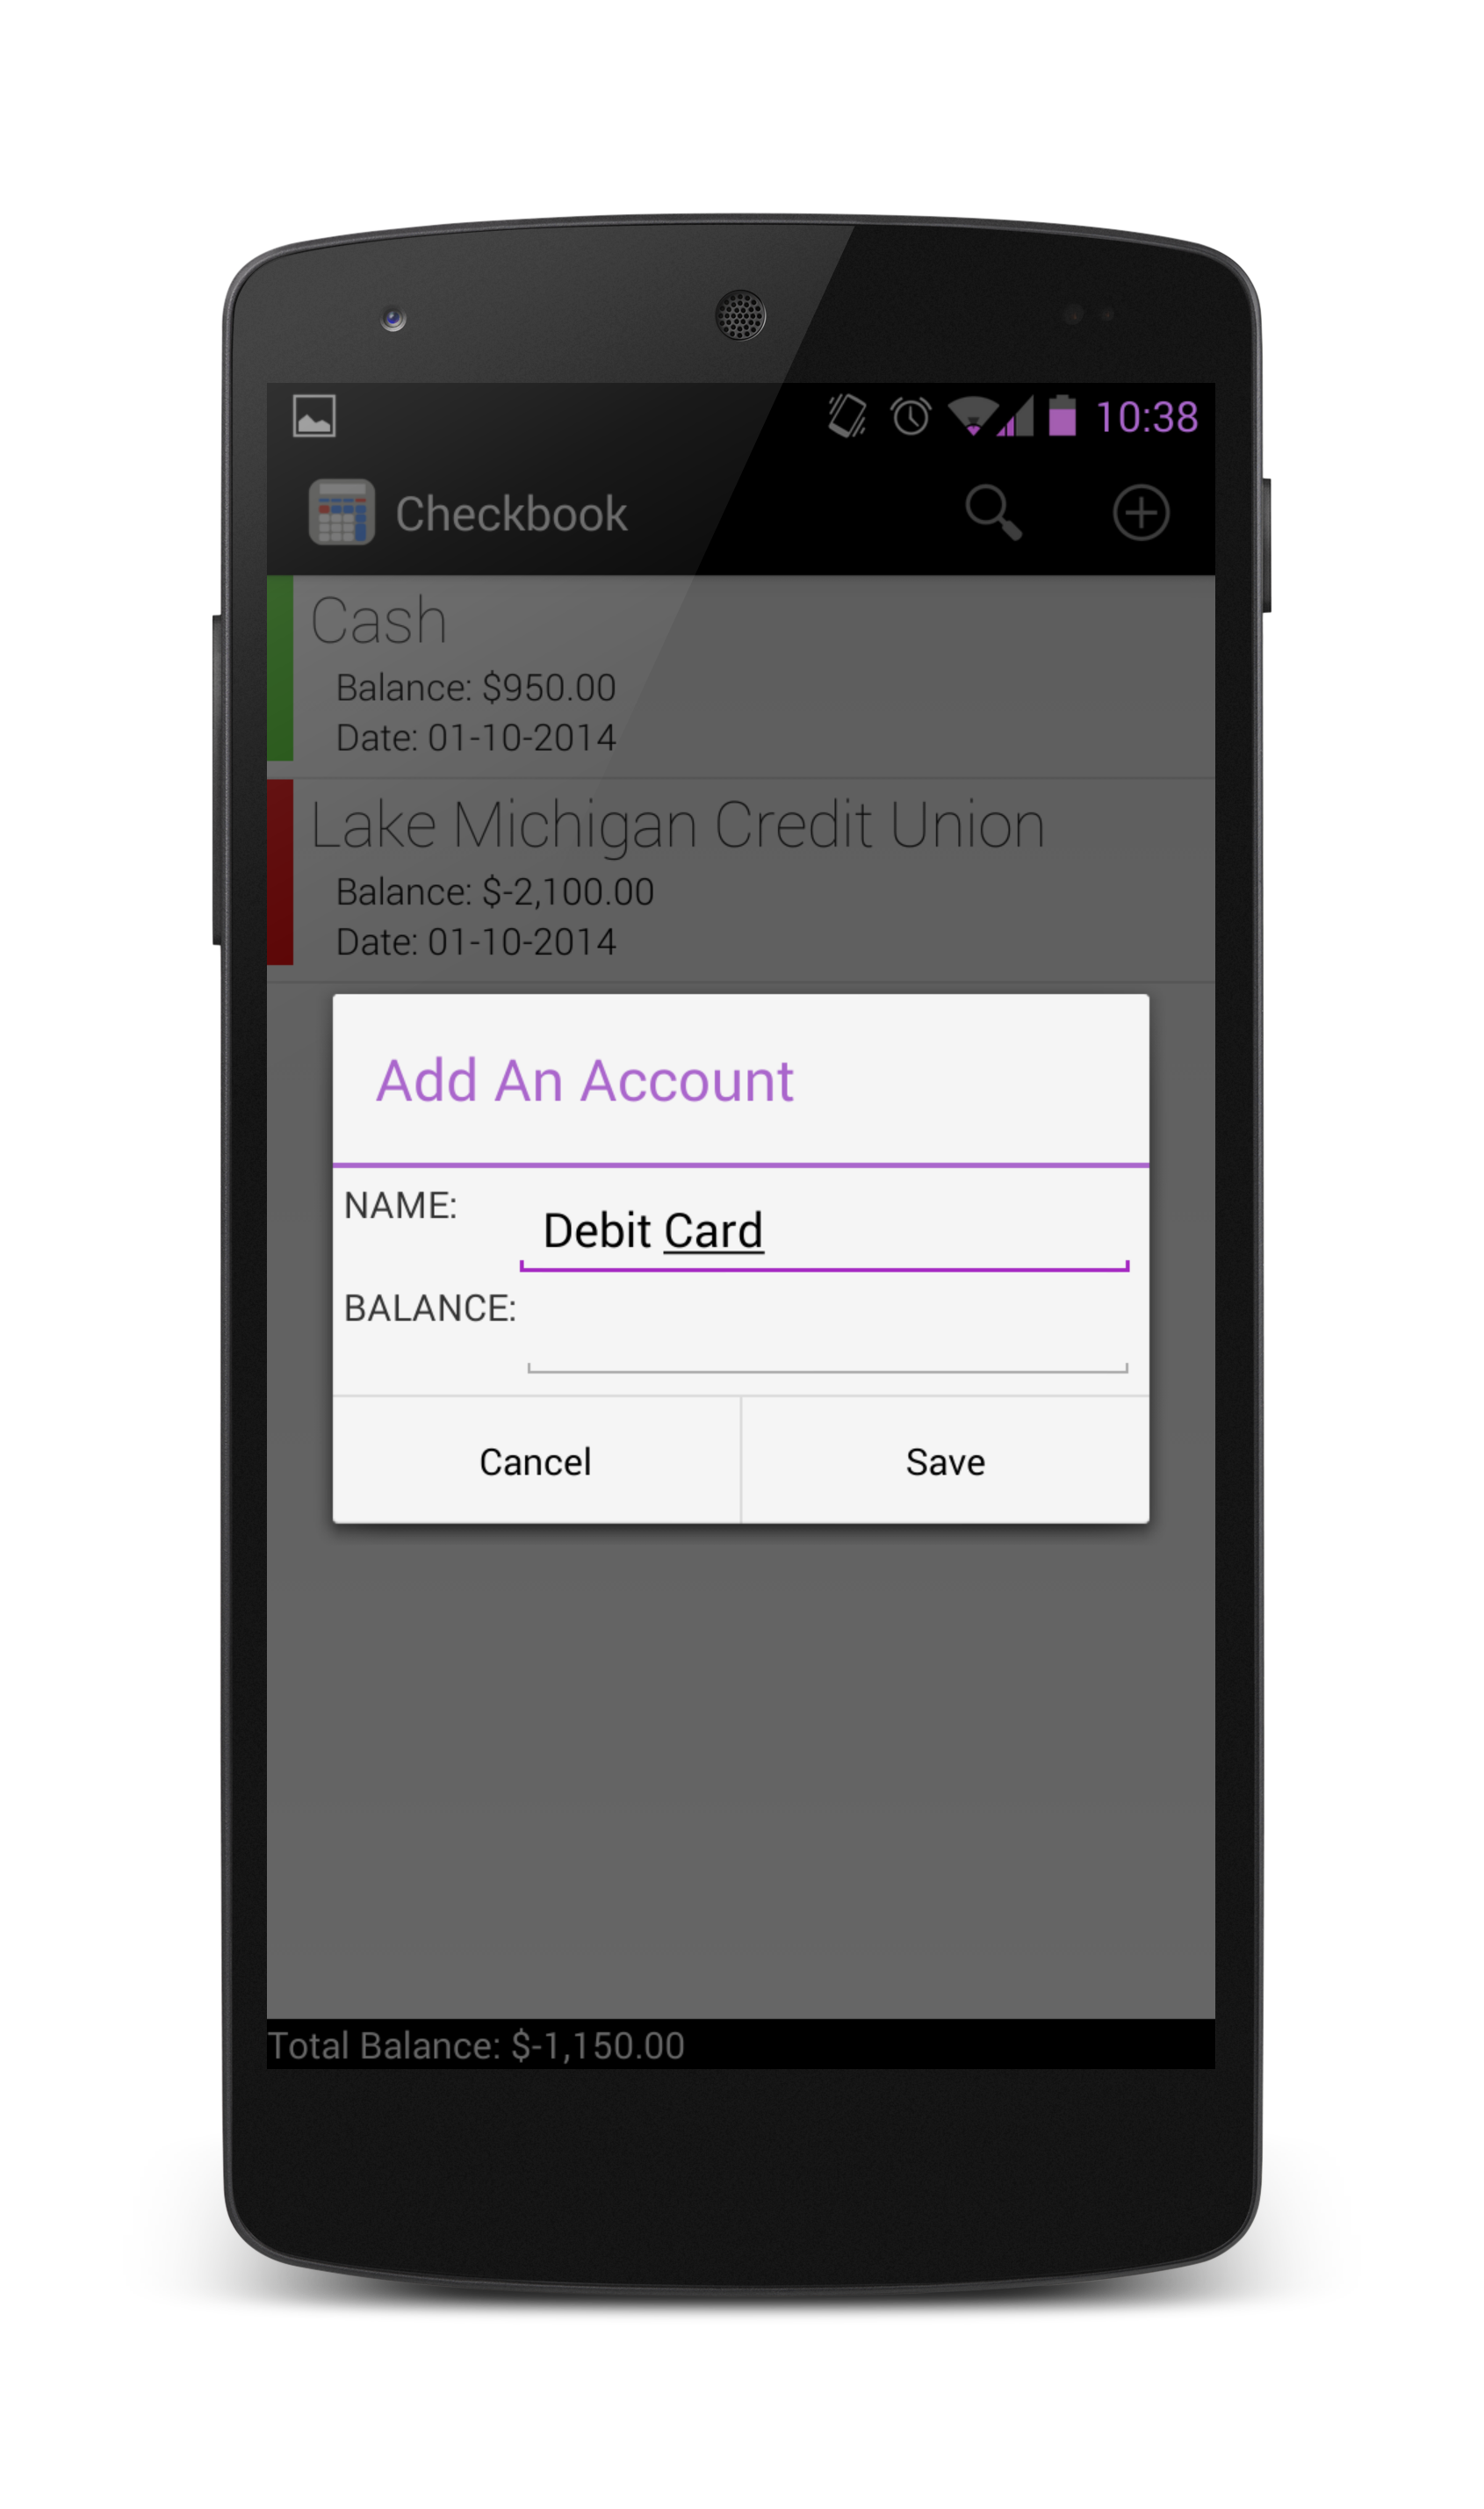 10:38
Checkbook
Cash
Balance: $950.00
Date: 01-10-2014
Lake Michigan Credit Union
Balance: $-2,100.00
Date: 01-10-2014
Add An Account
NAME: Debit Card
BALANCE:
Cancel Save
Total Balance: $-1,150.00